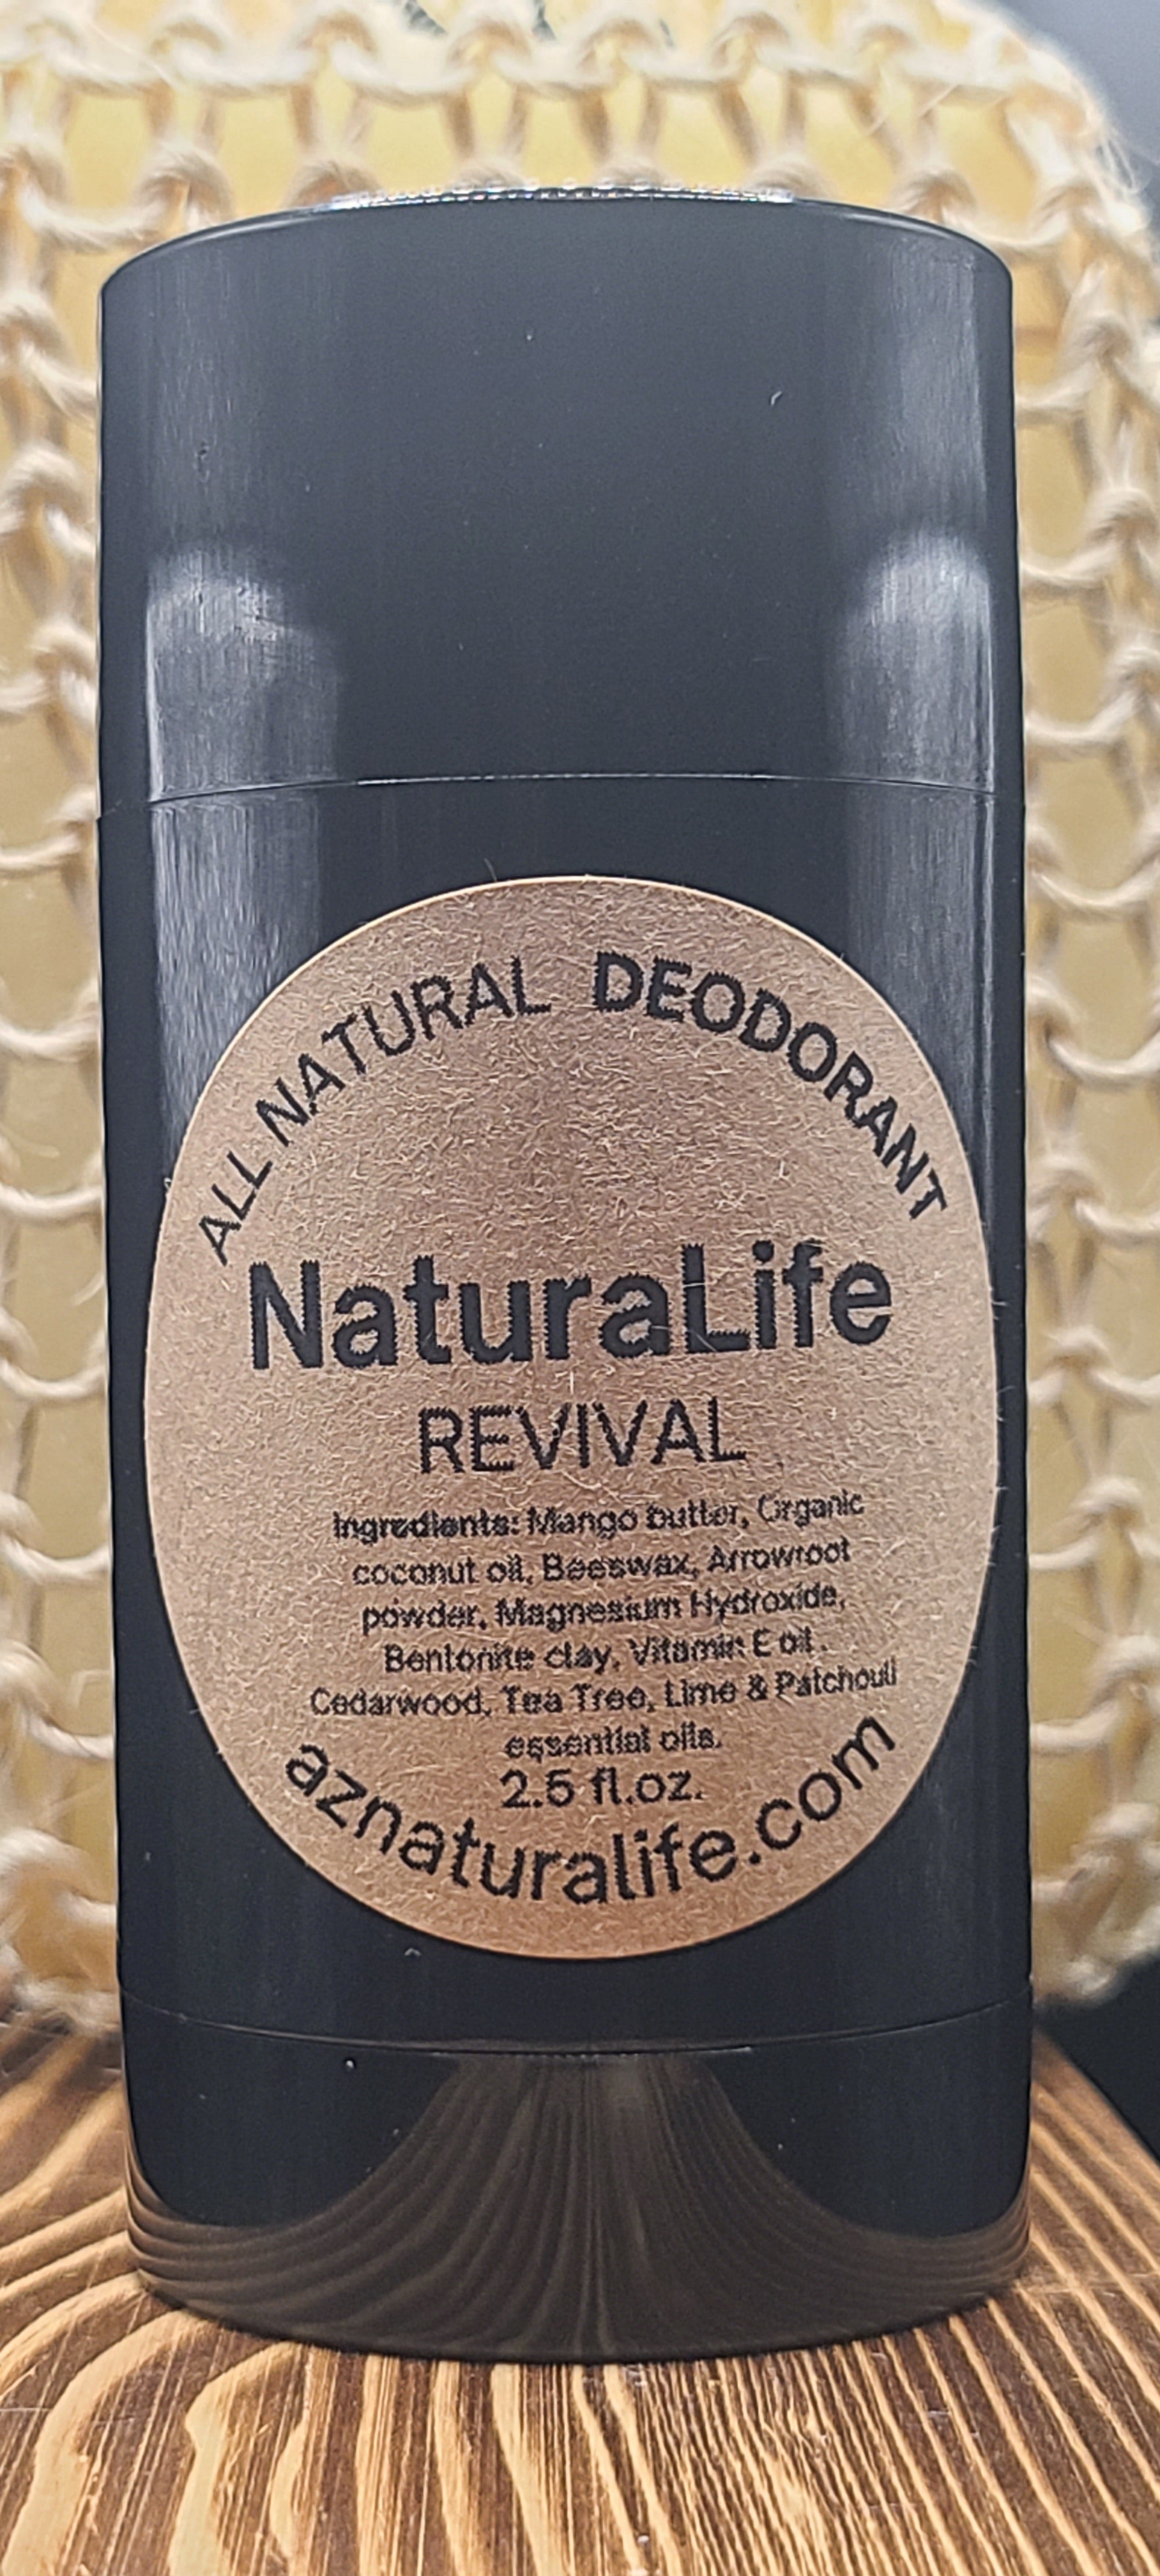 ALL NATURAL DEODORANT
NaturaLife
REVIVAL
Ingredients: Mango butter, Organic
coconut oil, Beeswax, Arrowroot
powder, Magnesium Hydroxide,
Bentonite clay, Vitamin E oil.
Cedarwood, Tea Tree, Lime & Patchouli
essential oils.
2.5 fl.oz.
aznaturalife.com